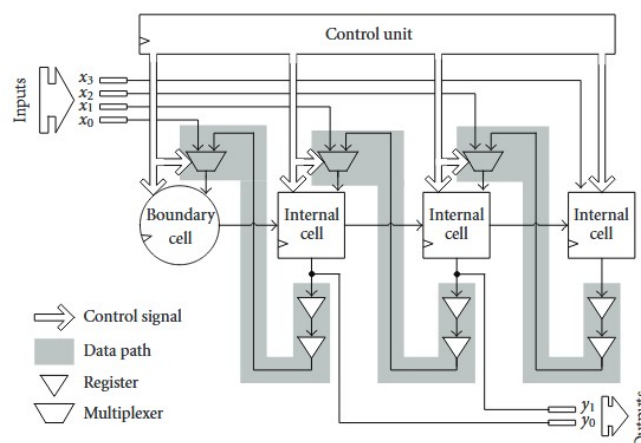 Control unit
Inputs
x3
x2
x1
x0
Boundary
cell
Internal
cell
Internal
cell
Internal
cell
Control signal
Data path
Register
Multiplexer
y1
y0
Outputs